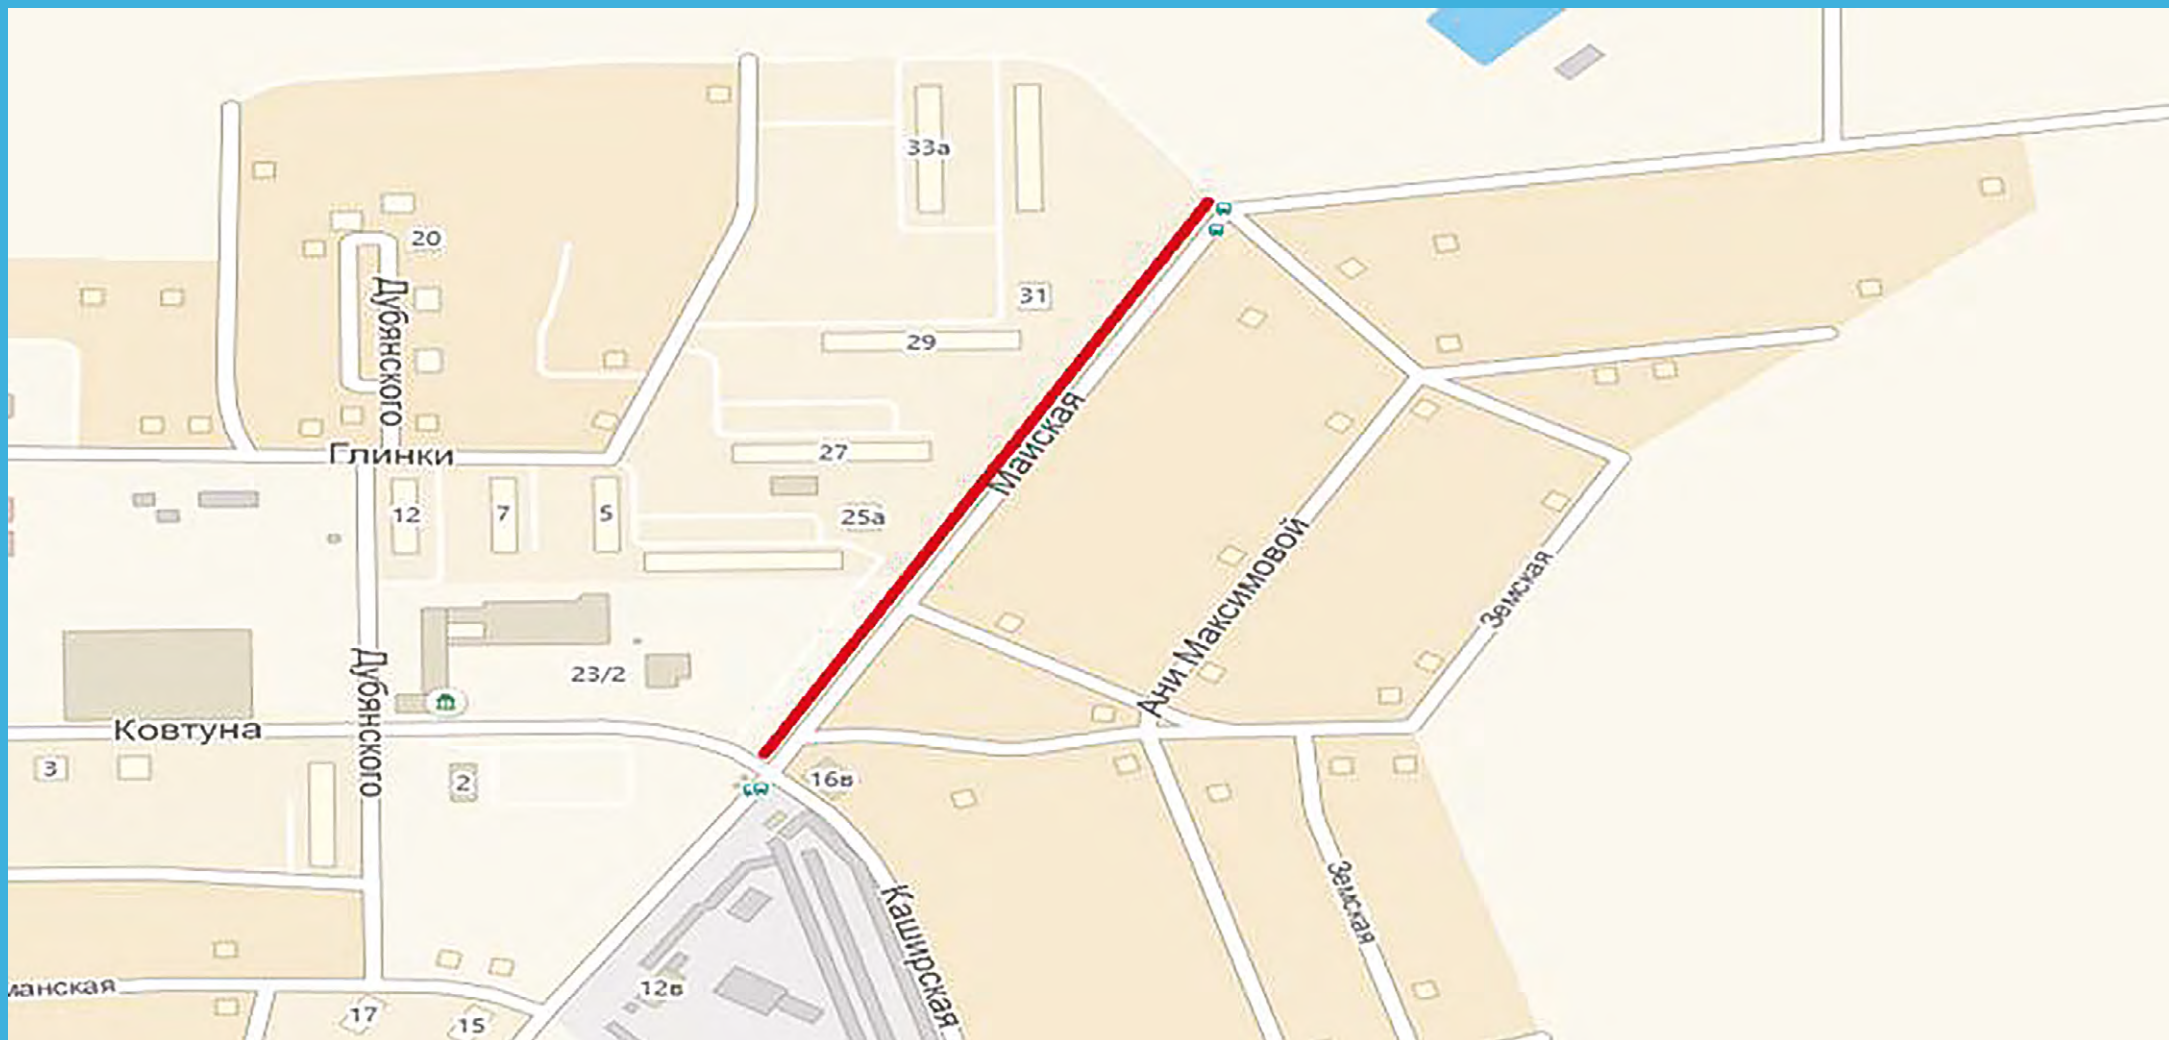 33а
20
Дубянского
31
29
Майская
Глинки
27
12
7
5
25а
Ани Максимовой
Земская
23/2
Дубянского
Ковтуна
3
2
16в
Земская
Каширская
манская
12в
17
15